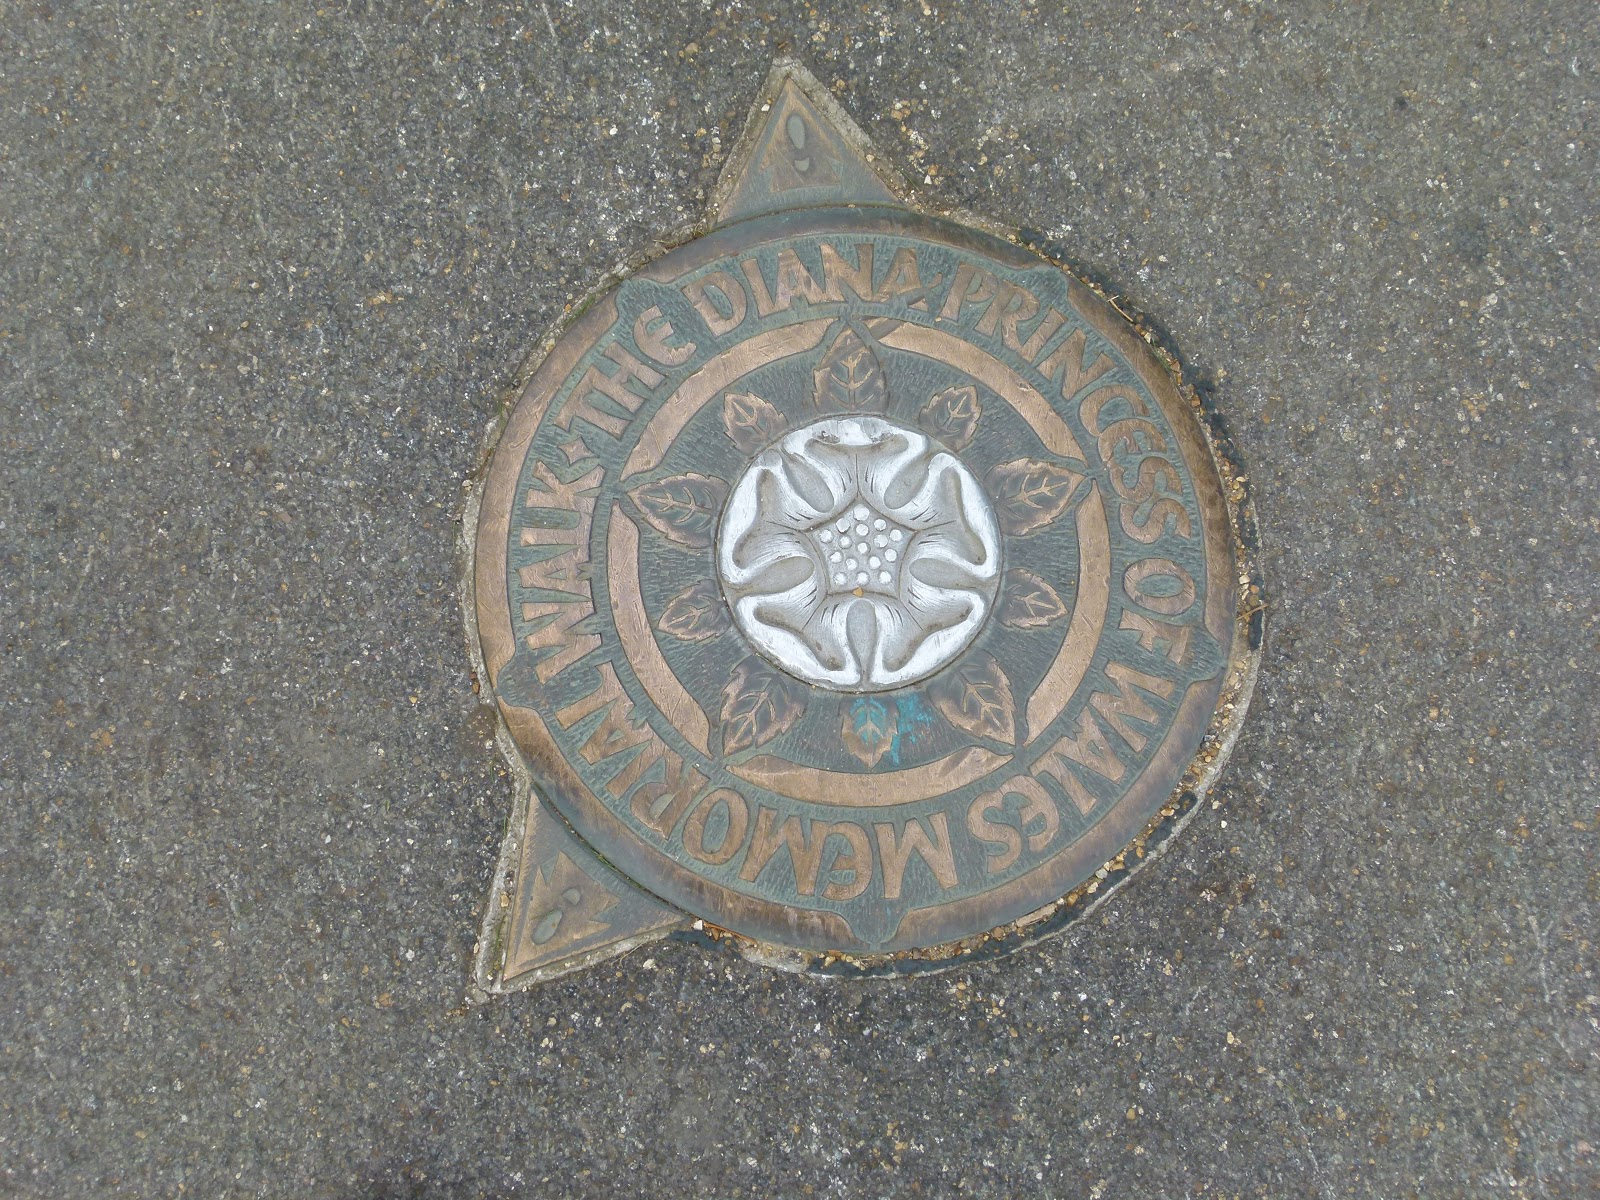 THE DIANA PRINCESS OF WALES MEMORIAL WALK